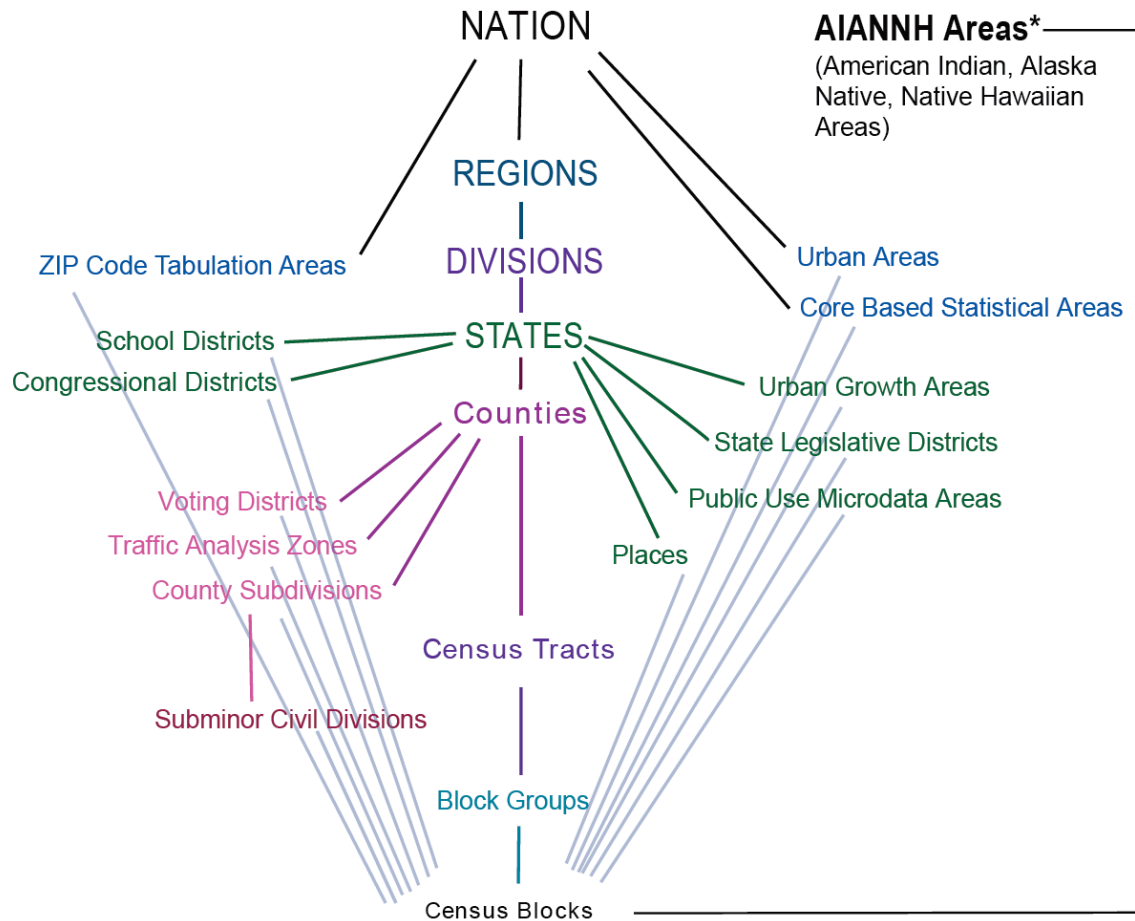 NATION
AIANNH Areas*
(American Indian, Alaska
Native, Native Hawaiian
Areas)
REGIONS
DIVISIONS
ZIP Code Tabulation Areas
Urban Areas
Core Based Statistical Areas
STATES
School Districts
Congressional Districts
Urban Growth Areas
Counties
State Legislative Districts
Voting Districts
Public Use Microdata Areas
Traffic Analysis Zones
Places
County Subdivisions
Census Tracts
Subminor Civil Divisions
Block Groups
Census Blocks